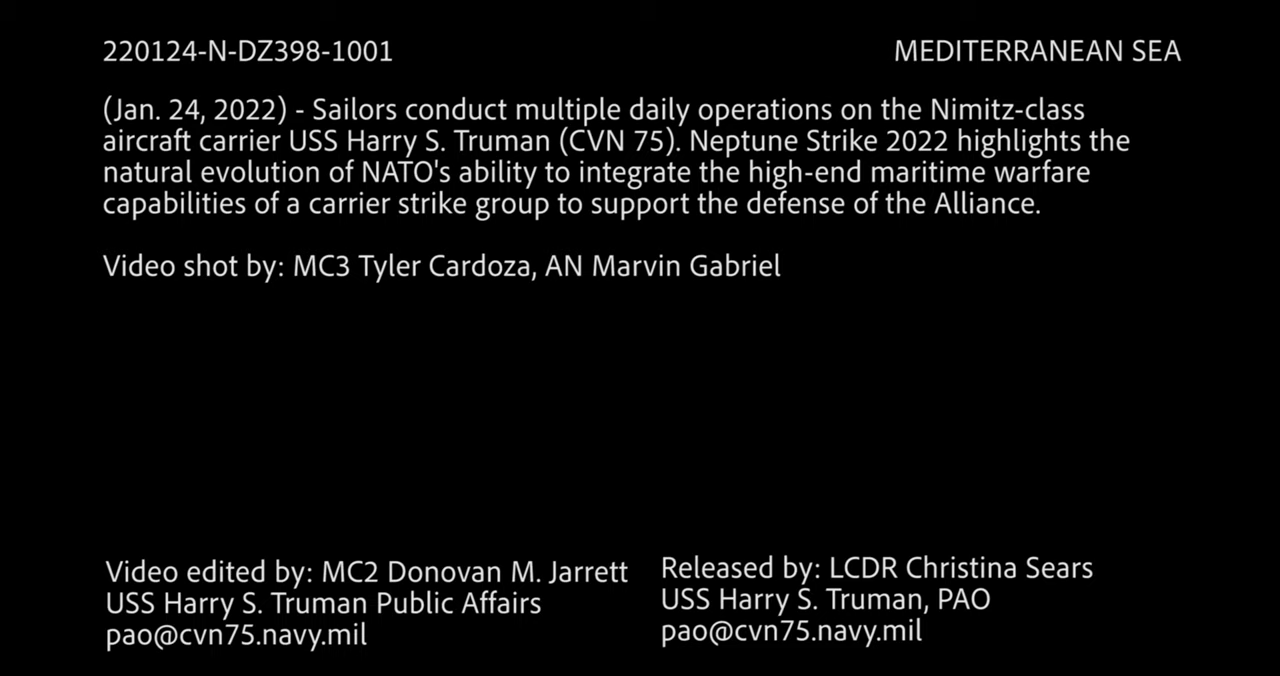 220124-N-DZ398-1001
MEDITERRANEAN SEA
(Jan. 24, 2022) - Sailors conduct multiple daily operations on the Nimitz-class
aircraft carrier USS Harry S. Truman (CVN 75). Neptune Strike 2022 highlights the
natural evolution of NATO's ability to integrate the high-end maritime warfare
capabilities of a carrier strike group to support the defense of the Alliance.
Video shot by: MC3 Tyler Cardoza, AN Marvin Gabriel
Video edited by: MC2 Donovan M. Jarrett
USS Harry S. Truman Public Affairs
pao@cvn75.navy.mil
Released by: LCDR Christina Sears
USS Harry S. Truman, PAO
pao@cvn75.navy.mil